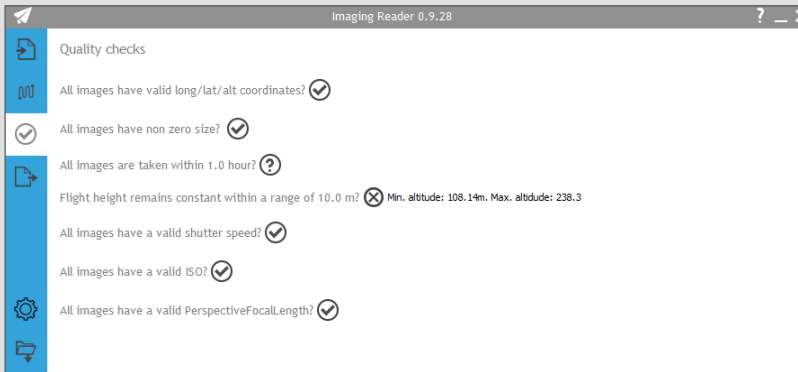 Imaging Reader 0.9.28
Quality checks
All images have valid long/lat/alt coordinates?
All images have non zero size?
All images are taken within 1.0 hour?
Flight height remains constant within a range of 10.0 m? Min. altitude: 108.14m. Max. altidude: 238.3
All images have a valid shutter speed?
All images have a valid ISO?
All images have a valid PerspectiveFocalLength?